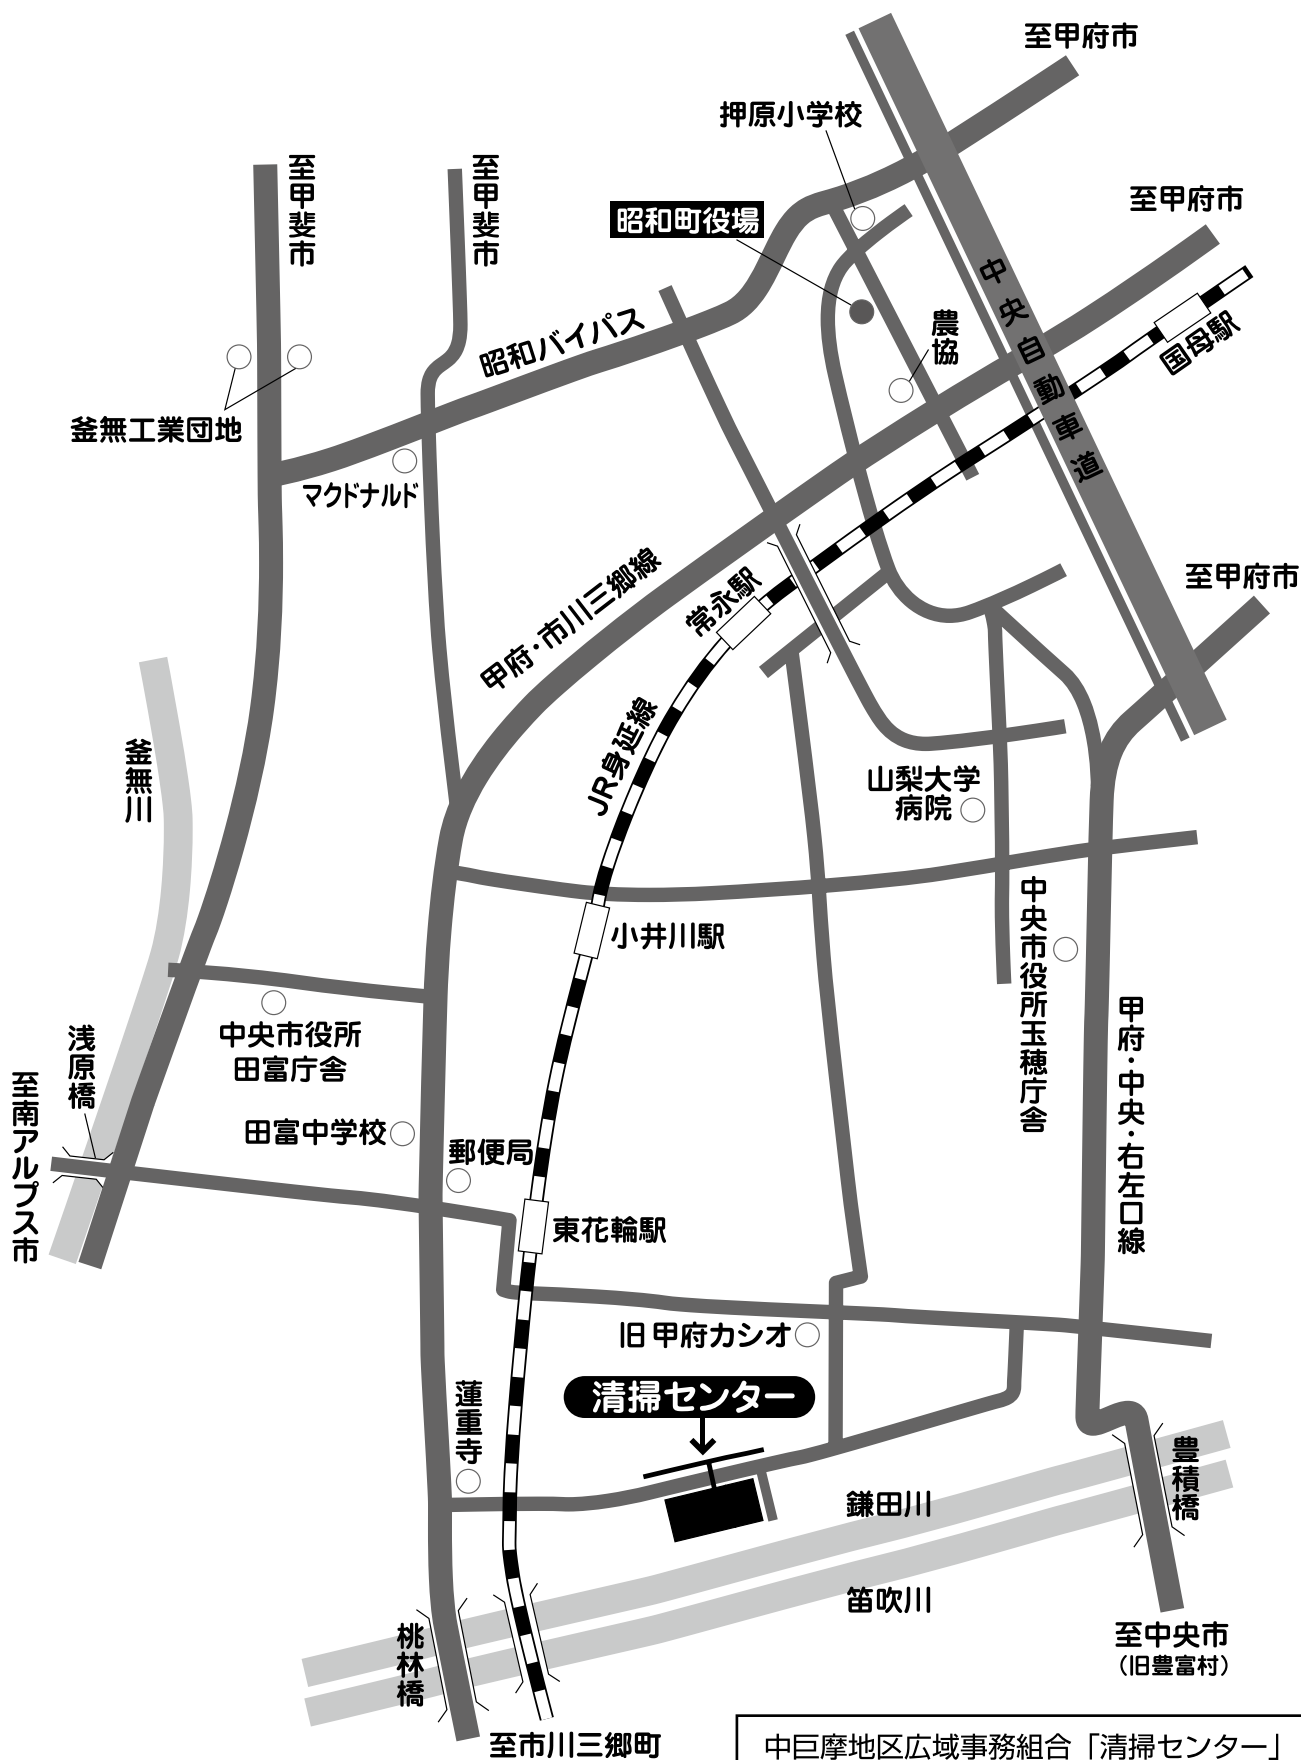 至甲府市
押原小学校
至甲斐市
至甲斐市
昭和町役場
至甲府市
中央自動車道
農協
国母駅
昭和バイパス
釜無工業団地
マクドナルド
甲府・市川三郷線
常永駅
至甲府市
JR身延線
釜無川
山梨大学
病院
小井川駅
中央市役所玉穂庁舎
甲府・中央・右左口線
中央市役所
田富庁舎
浅原橋
至南アルプス市
田富中学校
郵便局
東花輪駅
旧甲府カシオ
清掃センター
蓮重寺
豊積橋
鎌田川
笛吹川
桃林橋
至中央市
（旧豊富村）
至市川三郷町
中巨摩地区広域事務組合「清掃センター」